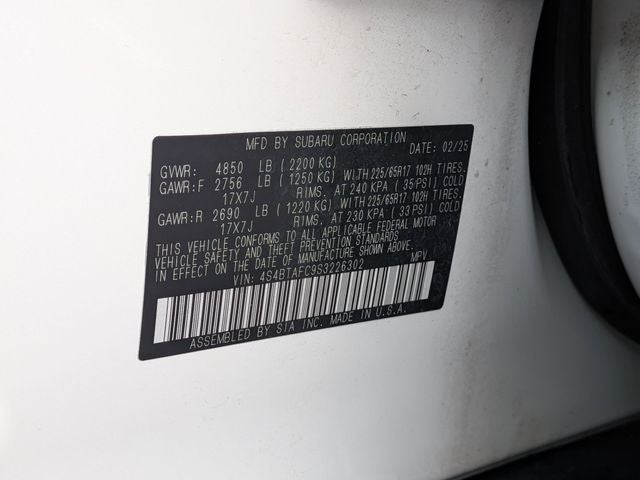 MFD BY SUBARU CORPORATION DATE: 02/25
GVWR: 4850 LB (2200 KG)
GAWR:F 2756 LB (1250 KG) WITH 225/65R17 102H TIRES,
17X7J RIMS, AT 240 KPA (35PSI) COLD
GAWR:R 2690 LB (1220 KG) WITH 225/65R17 102H TIRES,
17X7J RIMS, AT 230 KPA (33PSI) COLD
THIS VEHICLE CONFORMS TO ALL APPLICABLE FEDERAL MOTOR
VEHICLE SAFETY AND THEFT PREVENTION STANDARDS
IN EFFECT ON THE DATE OF MANUFACTURE SHOWN ABOVE.
VIN: 4S4BTAFC9S3226302 MPV
ASSEMBLED BY SIA INC. MADE IN U.S.A.